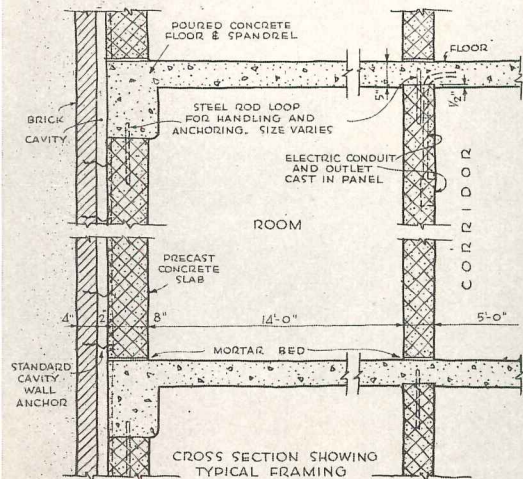 POURED CONCRETE
FLOOR & SPANDREL
FLOOR
BRICK
CAVITY
STEEL ROD LOOP
FOR HANDLING AND
ANCHORING. SIZE VARIES
5"
1/2"
ELECTRIC CONDUIT
AND OUTLET
CAST IN PANEL
CORRIDOR
ROOM
PRECAST
CONCRETE
SLAB
4"
2"
8"
14'-0"
5'-0"
MORTAR BED
STANDARD
CAVITY
WALL
ANCHOR
CROSS SECTION SHOWING
TYPICAL FRAMING